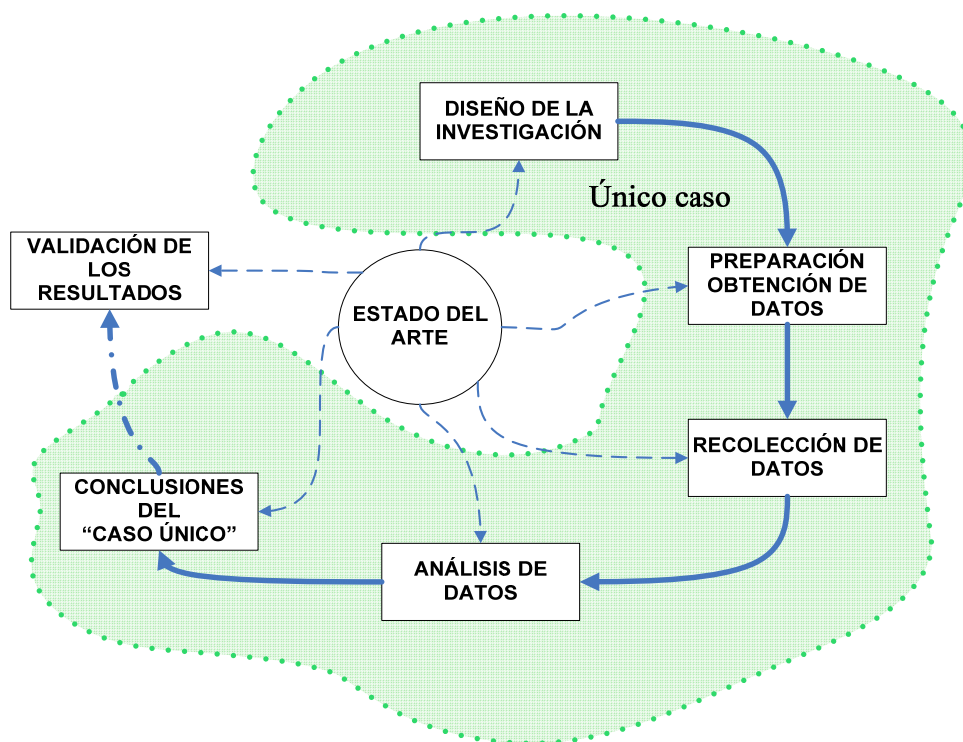 DISEÑO DE LA
INVESTIGACIÓN
Único caso
VALIDACIÓN DE
LOS
RESULTADOS
PREPARACIÓN
OBTENCIÓN DE
DATOS
ESTADO DEL
ARTE
RECOLECCIÓN DE
DATOS
CONCLUSIONES
DEL
“CASO ÚNICO”
ANÁLISIS DE
DATOS